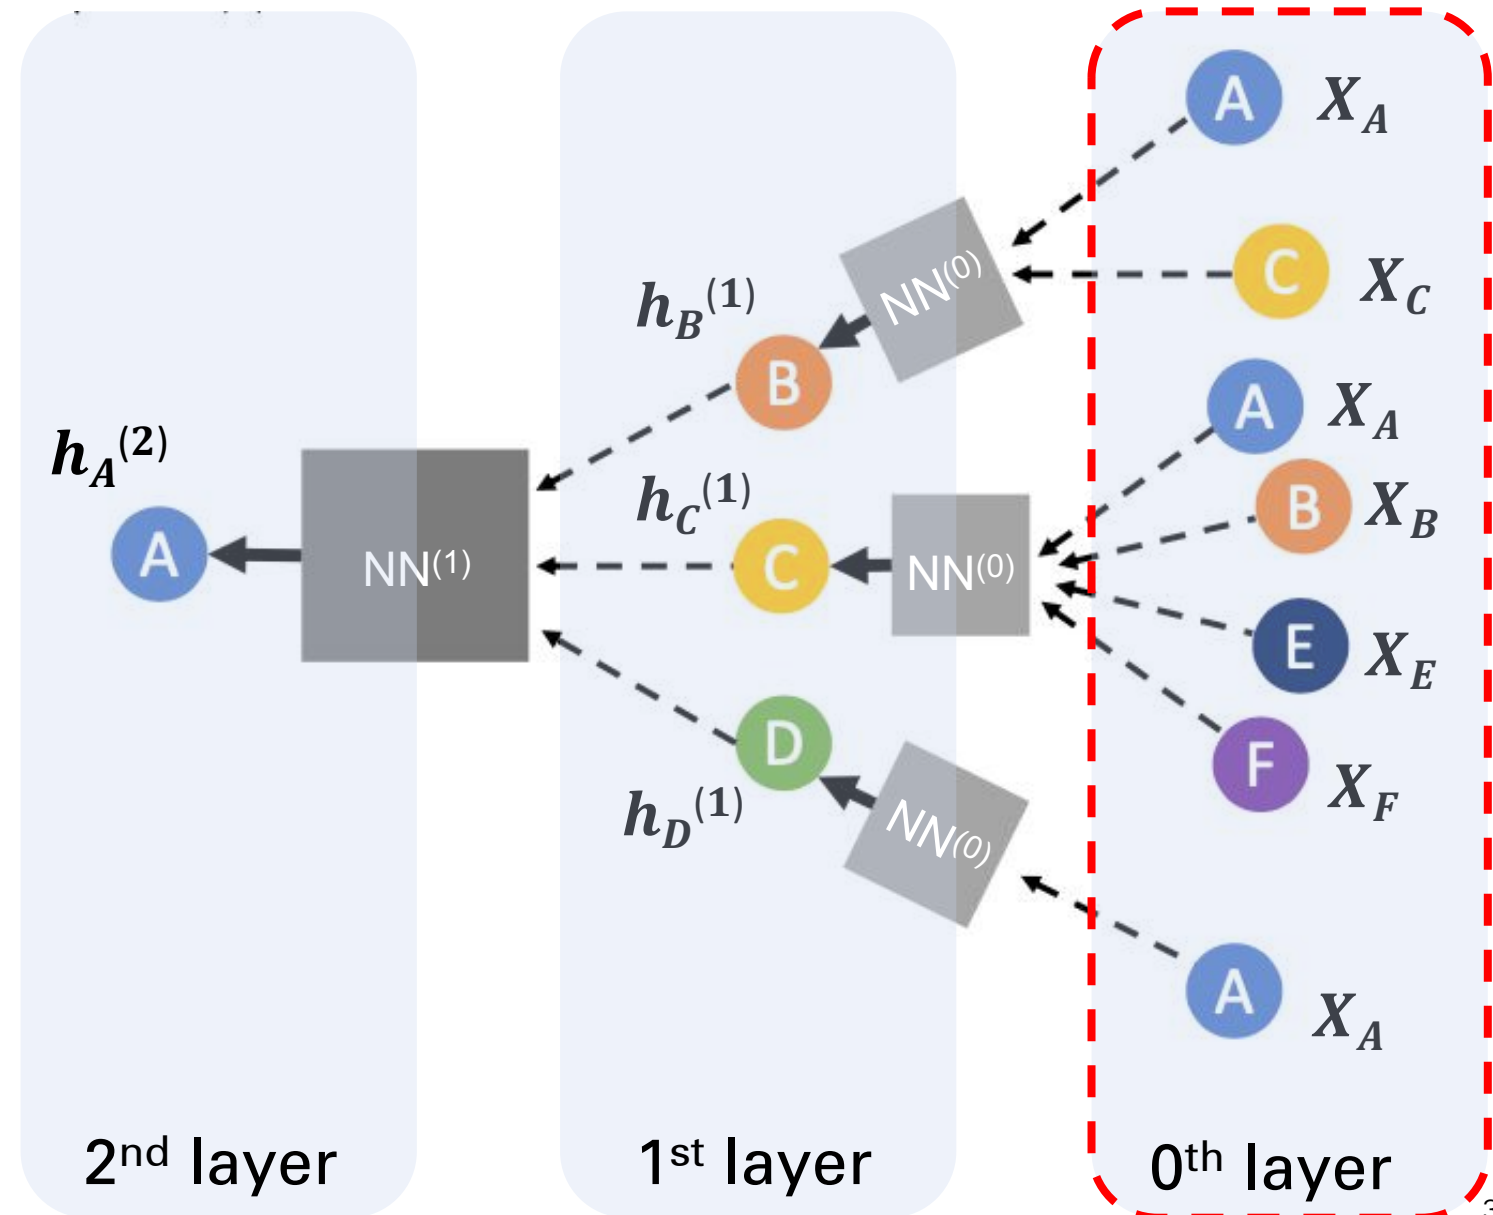 A X_A
C X_C
h_B^(1)
NN^(0)
B
A X_A
h_A^(2)
A
NN^(1)
h_C^(1)
C
NN^(0)
B X_B
E X_E
D
h_D^(1)
NN^(0)
F X_F
A X_A
2nd layer
1st layer
0th layer